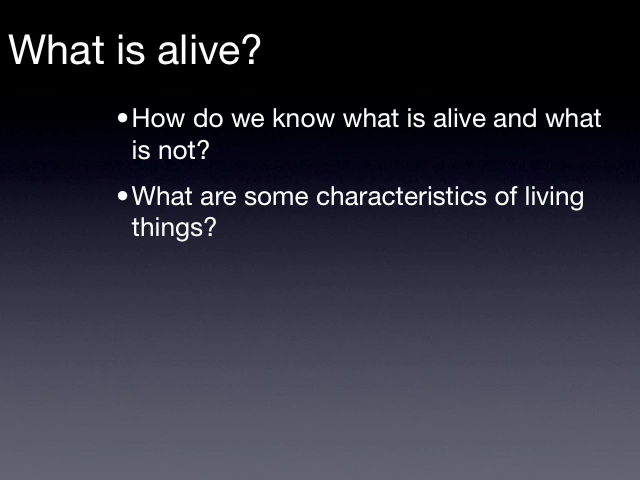 What is alive?
•How do we know what is alive and what
is not?
•What are some characteristics of living
things?